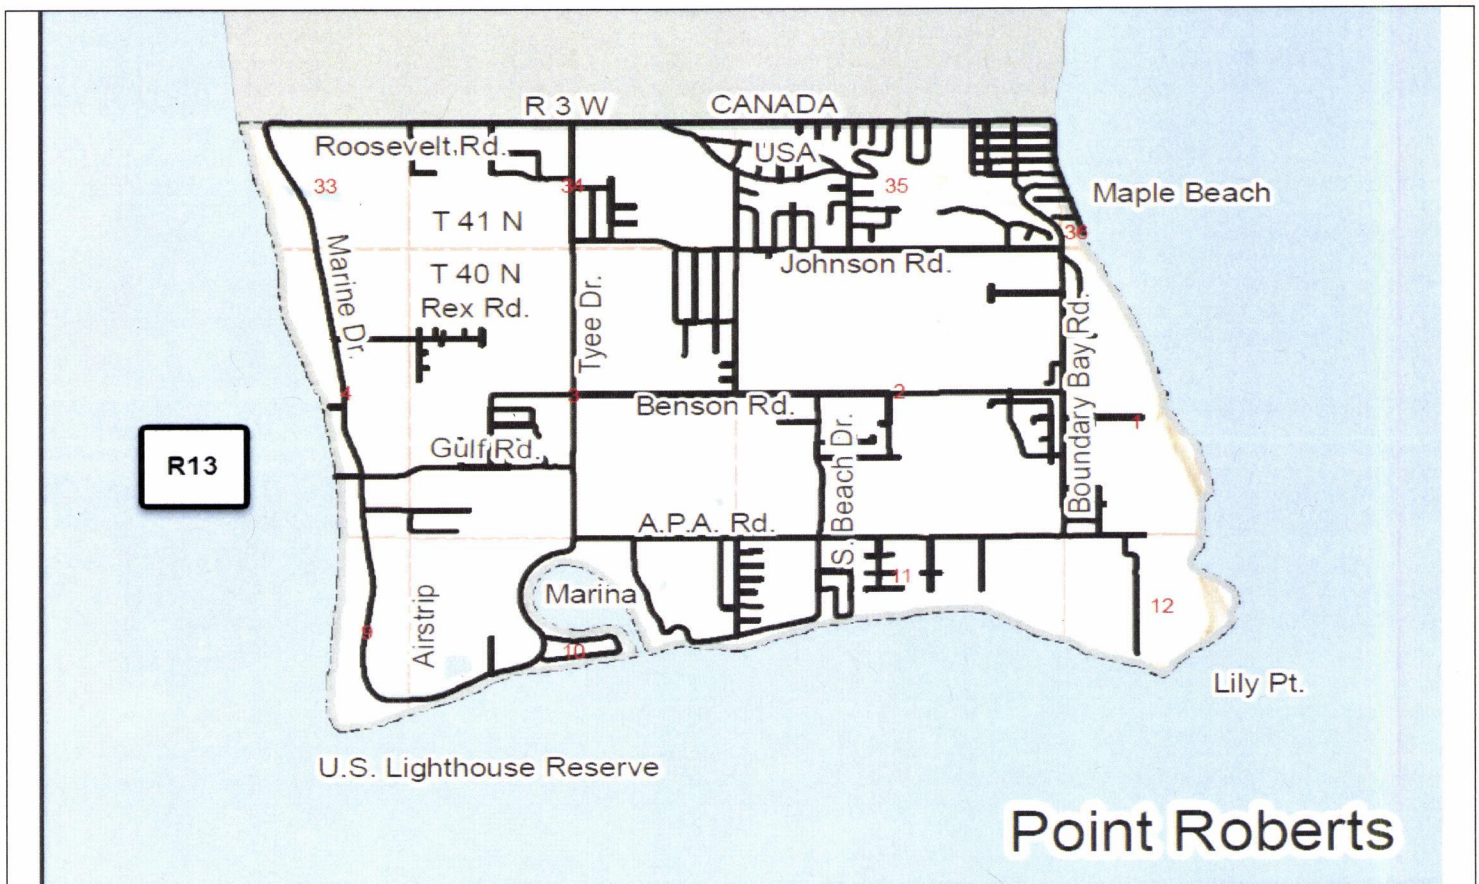 R 3 W
CANADA
Roosevelt Rd.
USA
33
34
35
Maple Beach
T 41 N
36
Marine Dr.
T 40 N
Johnson Rd.
Rex Rd.
Tyee Dr.
Boundary Bay Rd.
4
3
2
Benson Rd.
1
Gulf Rd.
S. Beach Dr.
R13
A.P.A. Rd.
Airstrip
Marina
11
12
9
10
Lily Pt.
U.S. Lighthouse Reserve
Point Roberts